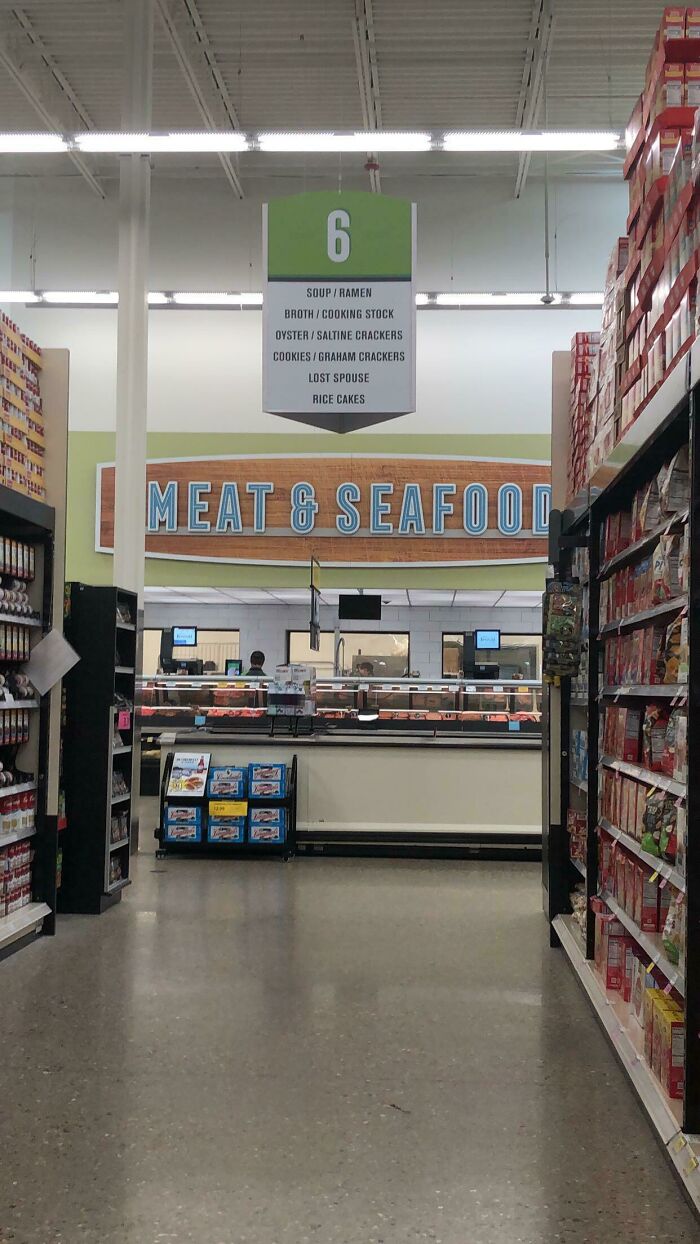 6
SOUP / RAMEN
BROTH / COOKING STOCK
OYSTER / SALTINE CRACKERS
COOKIES / GRAHAM CRACKERS
LOST SPOUSE
RICE CAKES
MEAT & SEAFOOD